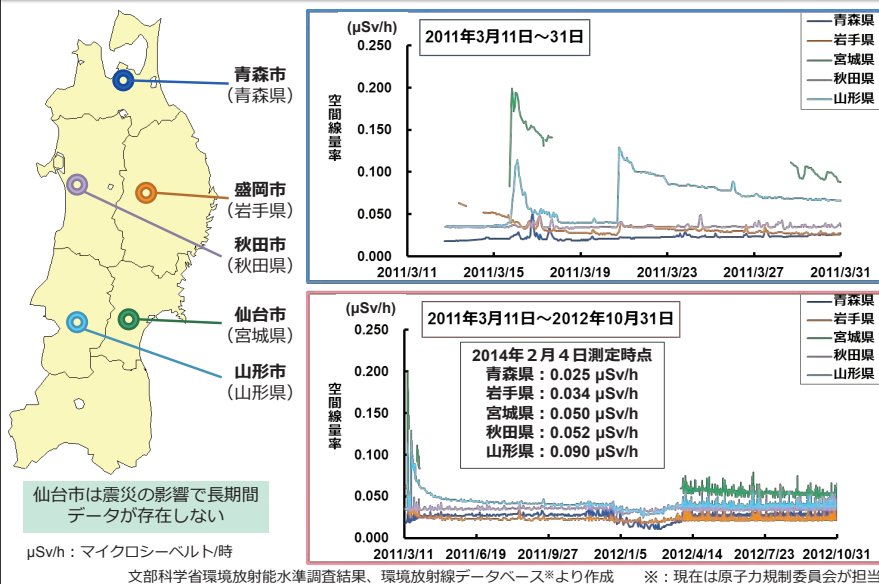 青森市
（青森県）
盛岡市
（岩手県）
秋田市
（秋田県）
仙台市
（宮城県）
山形市
（山形県）
仙台市は震災の影響で長期間
データが存在しない
μSv/h：マイクロシーベルト/時
(μSv/h)
2011年3月11日～31日
青森県
岩手県
宮城県
秋田県
山形県
空間線量率
0.250
0.200
0.150
0.100
0.050
0.000
2011/3/11 2011/3/15 2011/3/19 2011/3/23 2011/3/27 2011/3/31
(μSv/h)
2011年3月11日～2012年10月31日
青森県
岩手県
宮城県
秋田県
山形県
2014年２月４日測定時点
青森県：0.025 μSv/h
岩手県：0.034 μSv/h
宮城県：0.050 μSv/h
秋田県：0.052 μSv/h
山形県：0.090 μSv/h
空間線量率
0.250
0.200
0.150
0.100
0.050
0.000
2011/3/11 2011/6/19 2011/9/27 2012/1/5 2012/4/14 2012/7/23 2012/10/31
文部科学省環境放射能水準調査結果、環境放射線データベース※より作成 ※：現在は原子力規制委員会が担当